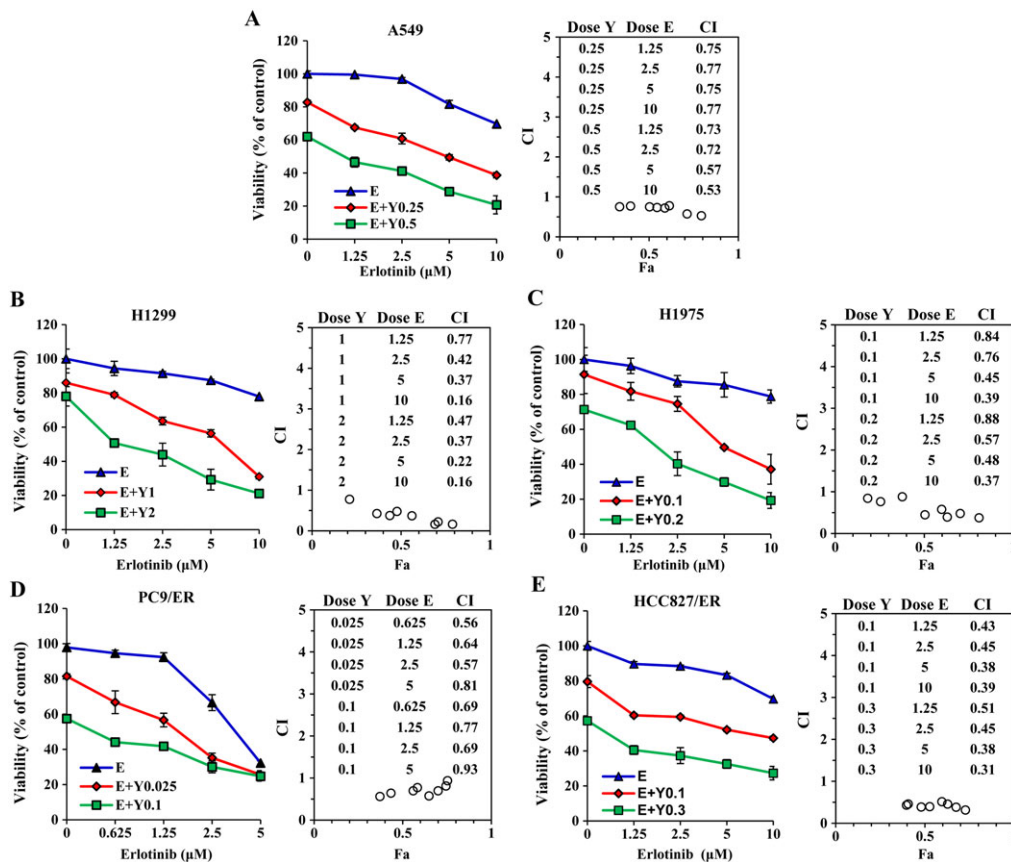 A
A549
Viability (% of control)
120
100
80
60
40
20
0
E
E+Y0.25
E+Y0.5
0 1.25 2.5 5 10
Erlotinib (µM)
Dose Y Dose E CI
0.25 1.25 0.75
0.25 2.5 0.77
0.25 5 0.75
0.25 10 0.77
0.5 1.25 0.73
0.5 2.5 0.72
0.5 5 0.57
0.5 10 0.53
CI
5
4
3
2
1
0
0 0.5 1
Fa
B
H1299
Viability (% of control)
120
100
80
60
40
20
0
E
E+Y1
E+Y2
0 1.25 2.5 5 10
Erlotinib (µM)
Dose Y Dose E CI
1 1.25 0.77
1 2.5 0.42
1 5 0.37
1 10 0.16
2 1.25 0.47
2 2.5 0.37
2 5 0.22
2 10 0.16
CI
5
4
3
2
1
0
0 0.5 1
Fa
C
H1975
Viability (% of control)
120
100
80
60
40
20
0
E
E+Y0.1
E+Y0.2
0 1.25 2.5 5 10
Erlotinib (µM)
Dose Y Dose E CI
0.1 1.25 0.84
0.1 2.5 0.76
0.1 5 0.45
0.1 10 0.39
0.2 1.25 0.88
0.2 2.5 0.57
0.2 5 0.48
0.2 10 0.37
CI
5
4
3
2
1
0
0 0.5 1
Fa
D
PC9/ER
Viability (% of control)
120
100
80
60
40
20
0
E
E+Y0.025
E+Y0.1
0 0.625 1.25 2.5 5
Erlotinib (µM)
Dose Y Dose E CI
0.025 0.625 0.56
0.025 1.25 0.64
0.025 2.5 0.57
0.025 5 0.81
0.1 0.625 0.69
0.1 1.25 0.77
0.1 2.5 0.69
0.1 5 0.93
CI
5
4
3
2
1
0
0 0.5 1
Fa
E
HCC827/ER
Viability (% of control)
120
100
80
60
40
20
0
E
E+Y0.1
E+Y0.3
0 1.25 2.5 5 10
Erlotinib (µM)
Dose Y Dose E CI
0.1 1.25 0.43
0.1 2.5 0.45
0.1 5 0.38
0.1 10 0.39
0.3 1.25 0.51
0.3 2.5 0.45
0.3 5 0.38
0.3 10 0.31
CI
5
4
3
2
1
0
0 0.5 1
Fa